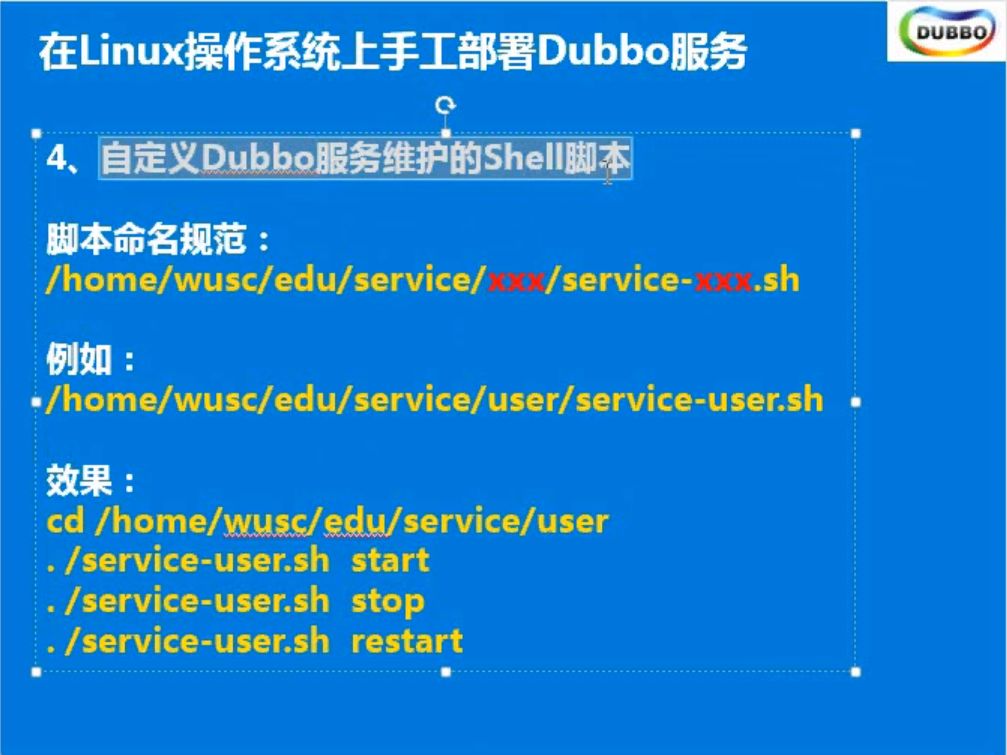 在Linux操作系统上手工部署Dubbo服务
DUBBO
4、自定义Dubbo服务维护的Shell脚本
脚本命名规范：
/home/wusc/edu/service/xxx/service-xxx.sh
例如：
/home/wusc/edu/service/user/service-user.sh
效果：
cd /home/wusc/edu/service/user
. /service-user.sh start
. /service-user.sh stop
. /service-user.sh restart